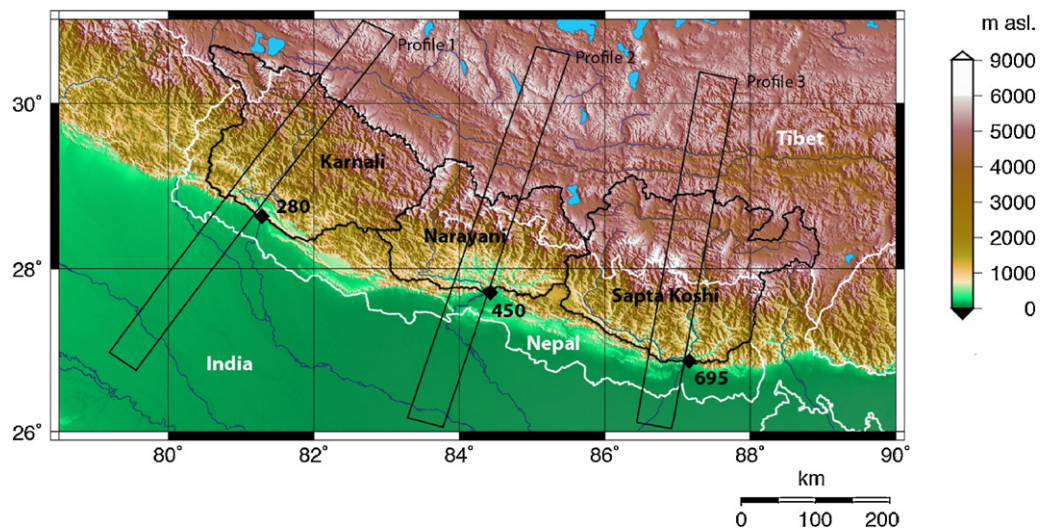 m asl.
9000
6000
5000
4000
3000
2000
1000
0
Profile 1
Profile 2
Profile 3
30°
28°
26°
Tibet
Karnali
280
Narayani
450
Sapta Koshi
695
Nepal
India
80°
82°
84°
86°
88°
90°
km
0
100
200